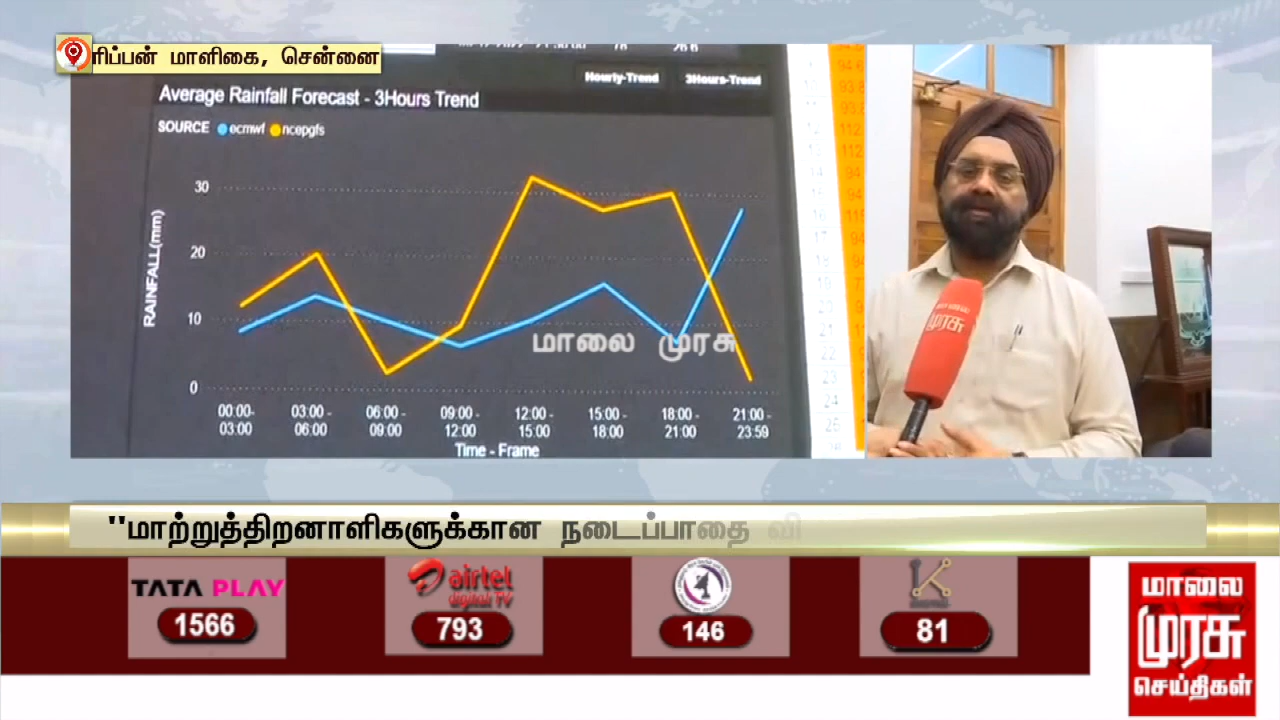 ரிப்பன் மாளிகை, சென்னை
Hourly-Trend 3Hours-Trend
Average Rainfall Forecast - 3Hours Trend
SOURCE ecmwf ncepgfs
RAINFALL(mm)
30
20
10
0
00:00- 03:00 - 06:00 - 09:00 - 12:00 - 15:00 - 18:00 - 21:00 -
03:00 06:00 09:00 12:00 15:00 18:00 21:00 23:59
Time - Frame
மாலை முரசு
மாலை
முரசு
"மாற்றுத்திறனாளிகளுக்கான நடைப்பாதை வி
TATA PLAY
1566
airtel
digital TV
793
146
81
மாலை
முரசு
செய்திகள்